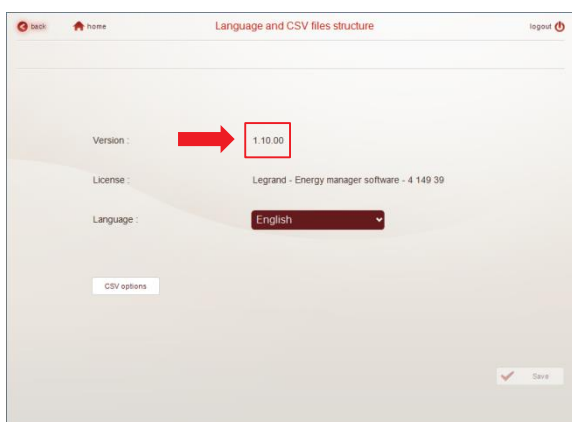 back home Language and CSV files structure logout
Version : 1.10.00
License : Legrand - Energy manager software - 4 149 39
Language : English
CSV options
Save